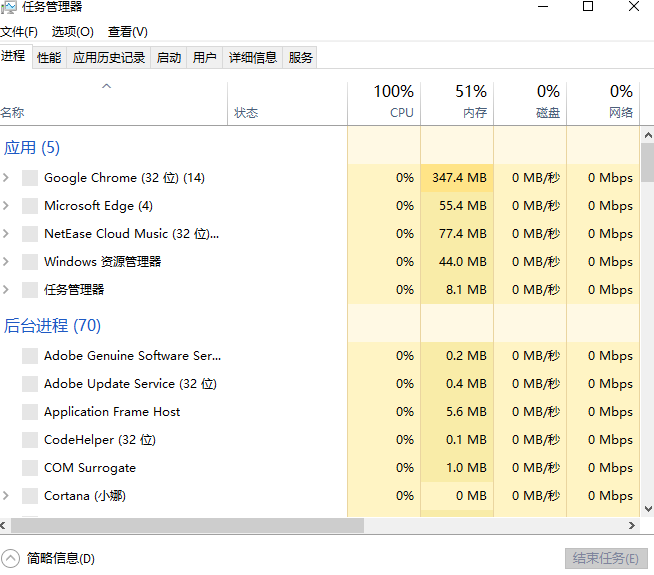 任务管理器
文件(F) 选项(O) 查看(V)
进程 性能 应用历史记录 启动 用户 详细信息 服务
100% 51% 0% 0%
名称 状态 CPU 内存 磁盘 网络
应用 (5)
Google Chrome (32 位) (14) 0% 347.4 MB 0 MB/秒 0 Mbps
Microsoft Edge (4) 0% 55.4 MB 0 MB/秒 0 Mbps
NetEase Cloud Music (32 位)... 0% 77.4 MB 0 MB/秒 0 Mbps
Windows 资源管理器 0% 44.0 MB 0 MB/秒 0 Mbps
任务管理器 0% 8.1 MB 0 MB/秒 0 Mbps
后台进程 (70)
Adobe Genuine Software Ser... 0% 0.2 MB 0 MB/秒 0 Mbps
Adobe Update Service (32 位) 0% 0.4 MB 0 MB/秒 0 Mbps
Application Frame Host 0% 5.6 MB 0 MB/秒 0 Mbps
CodeHelper (32 位) 0% 0.1 MB 0 MB/秒 0 Mbps
COM Surrogate 0% 1.0 MB 0 MB/秒 0 Mbps
Cortana (小娜) 0% 0 MB 0 MB/秒 0 Mbps
简略信息(D) 结束任务(E)